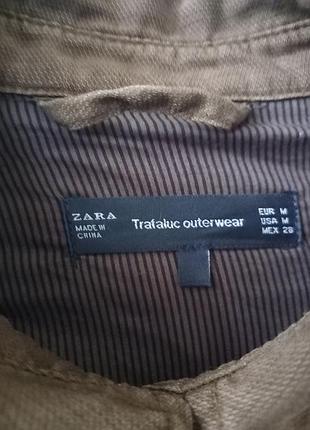 ZARA
MADE IN
CHINA
Trafaluc outerwear
EUR M
USA M
MEX 28